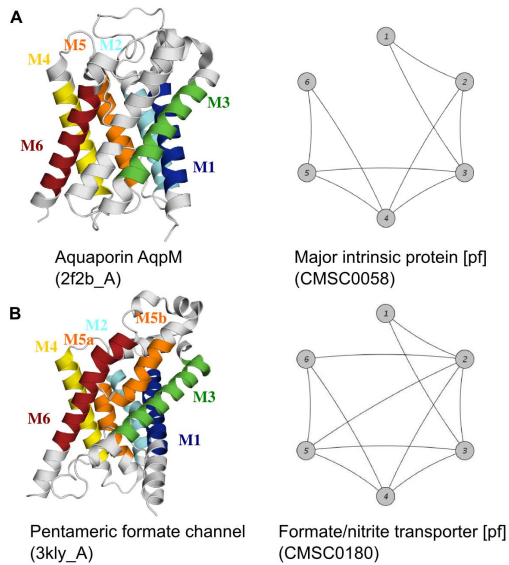 A
M5
M2
M4
M3
M6
M1
1
6
2
5
3
4
Aquaporin AqpM
(2f2b_A)
Major intrinsic protein [pf]
(CMSC0058)
B
M5b
M2
M4
M5a
M3
M6
M1
1
6
2
5
3
4
Pentameric formate channel
(3kly_A)
Formate/nitrite transporter [pf]
(CMSC0180)